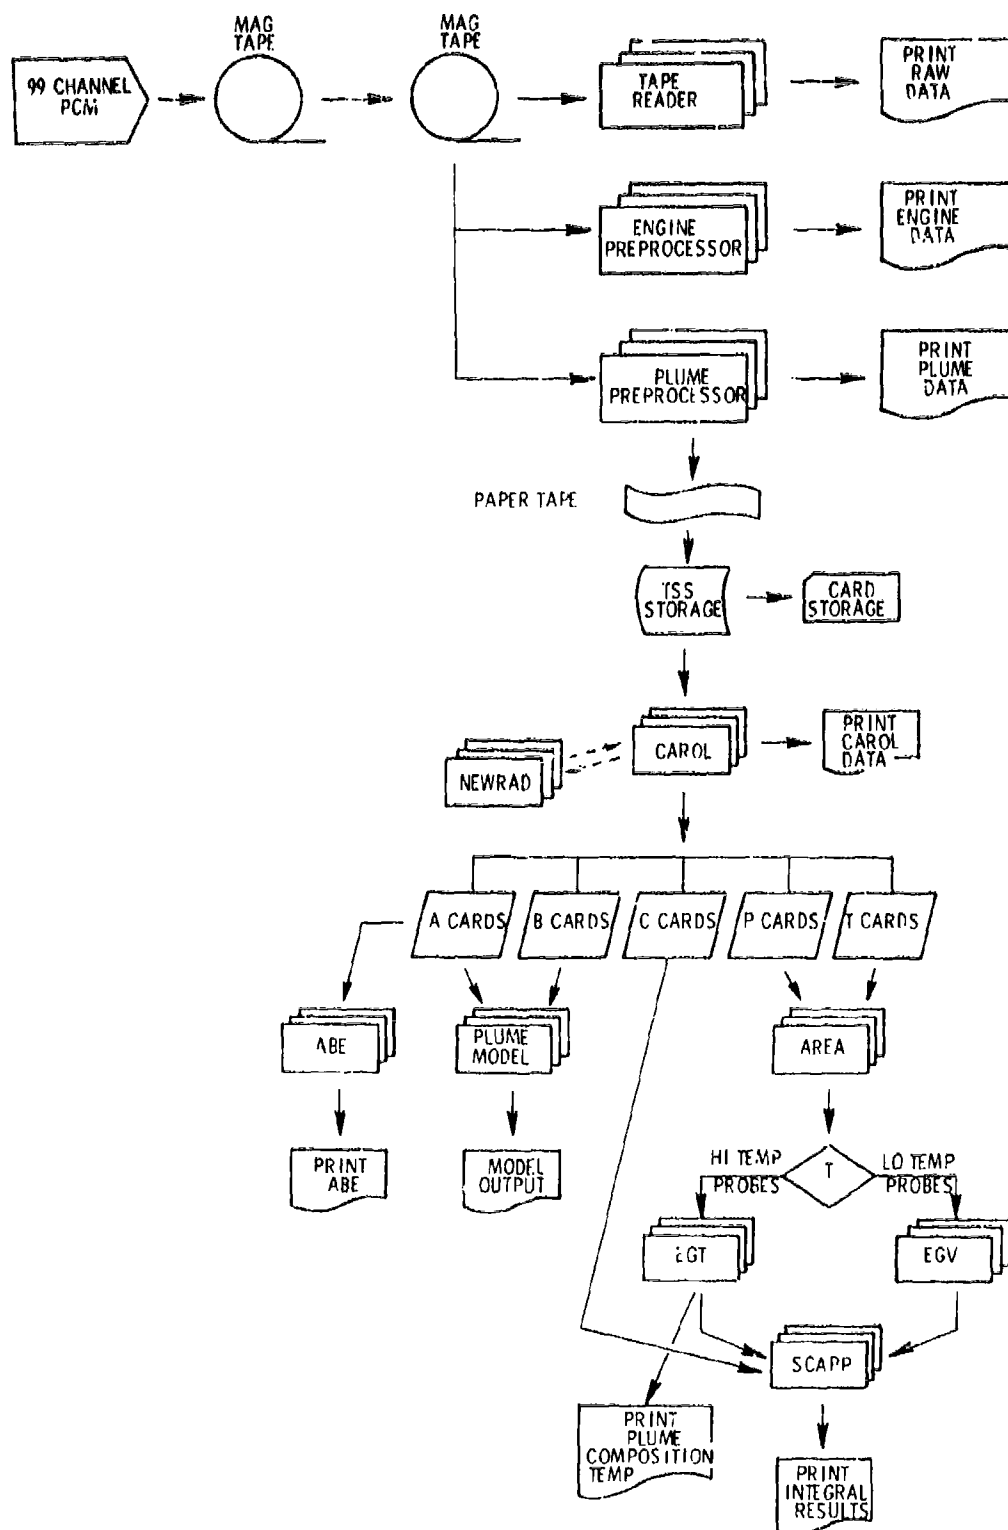 MAG
TAPE
MAG
TAPE
99 CHANNEL
PCM
TAPE
READER
PRINT
RAW
DATA
ENGINE
PREPROCESSOR
PRINT
ENGINE
DATA
PLUME
PREPROCESSOR
PRINT
PLUME
DATA
PAPER TAPE
TSS
STORAGE
CARD
STORAGE
NEWRAD
CAROL
PRINT
CAROL
DATA
A CARDS
B CARDS
C CARDS
P CARDS
T CARDS
ABE
PLUME
MODEL
AREA
PRINT
ABE
MODEL
OUTPUT
HI TEMP
PROBES
T
LO TEMP
PROBES
EGT
EGV
SCAPP
PRINT
PLUME
COMPOSITION
TEMP
PRINT
INTEGRAL
RESULTS